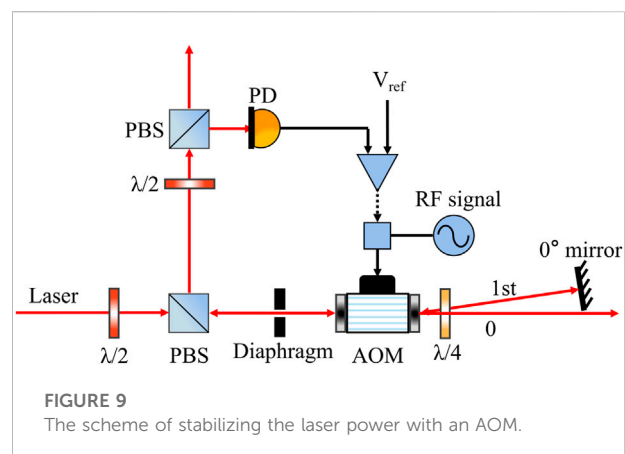 PD
V_ref
PBS
λ/2
RF signal
0° mirror
Laser
1st
0
λ/2
PBS
Diaphragm
AOM
λ/4
FIGURE 9
The scheme of stabilizing the laser power with an AOM.